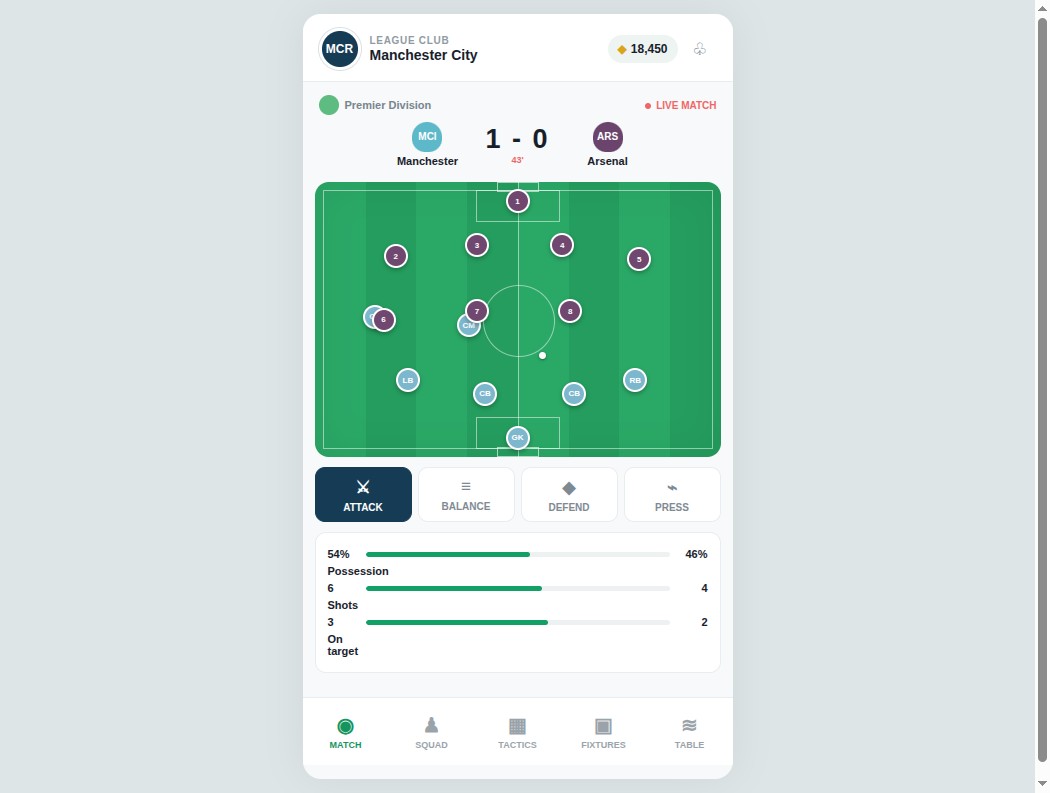 MCR
LEAGUE CLUB
Manchester City
18,450
Premier Division
LIVE MATCH
MCI
1 - 0
ARS
Manchester
43'
Arsenal
1
3
4
2
5
7
8
6
CM
LB
RB
CB
CB
GK
ATTACK
BALANCE
DEFEND
PRESS
54%
46%
Possession
6
4
Shots
3
2
On
target
MATCH
SQUAD
TACTICS
FIXTURES
TABLE